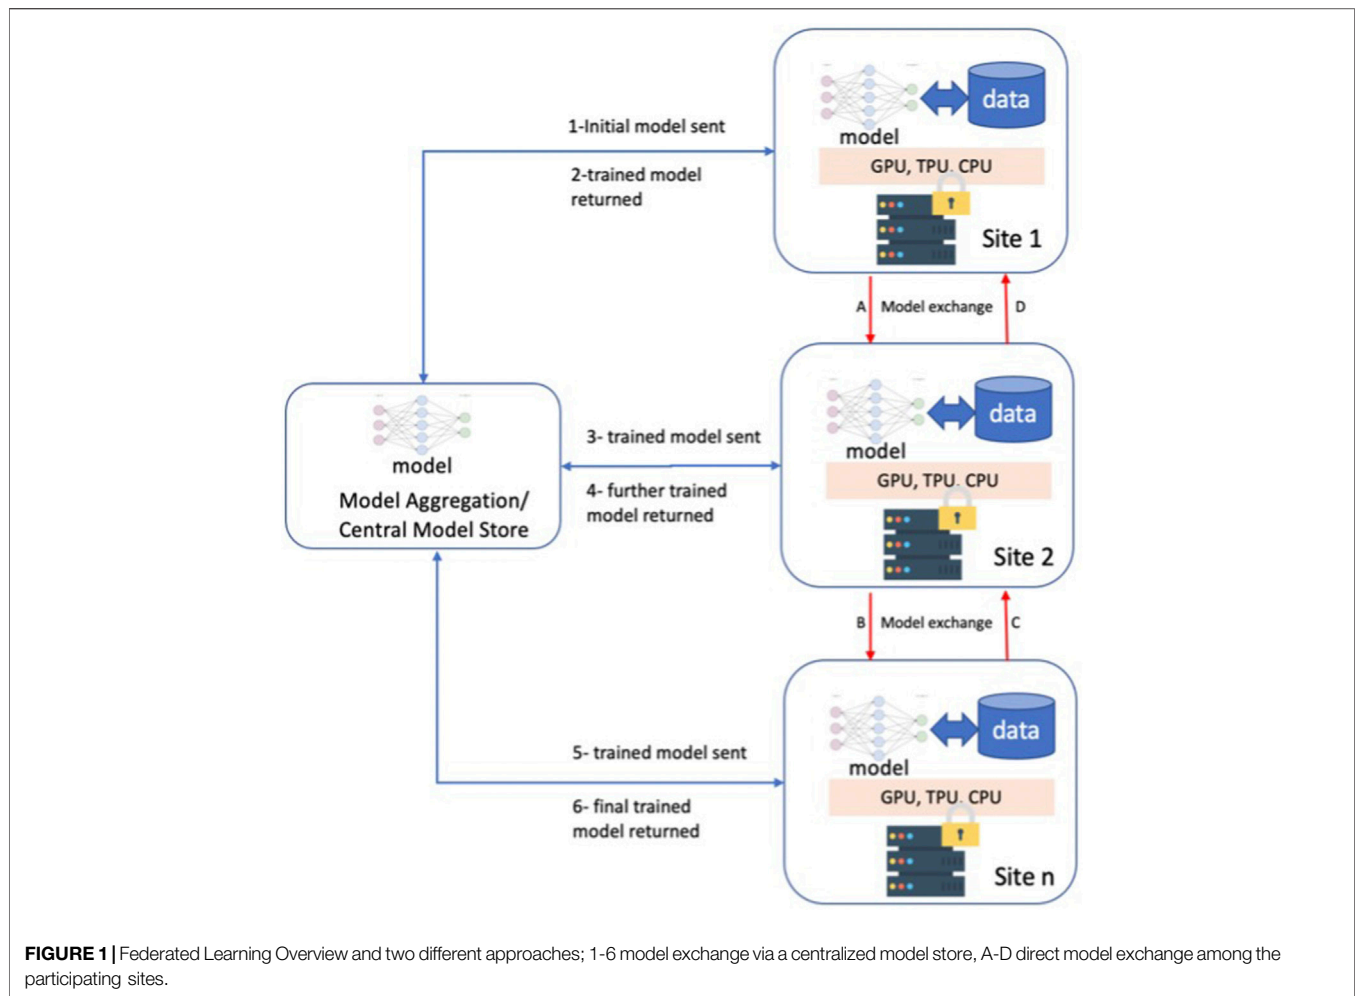 data
model
GPU, TPU. CPU
Site 1
1-Initial model sent
2-trained model
returned
A Model exchange D
data
model
GPU, TPU. CPU
Site 2
model
Model Aggregation/
Central Model Store
3- trained model sent
4- further trained
model returned
B Model exchange C
data
model
GPU, TPU. CPU
Site n
5- trained model sent
6- final trained
model returned
FIGURE 1 | Federated Learning Overview and two different approaches; 1-6 model exchange via a centralized model store, A-D direct model exchange among the
participating sites.